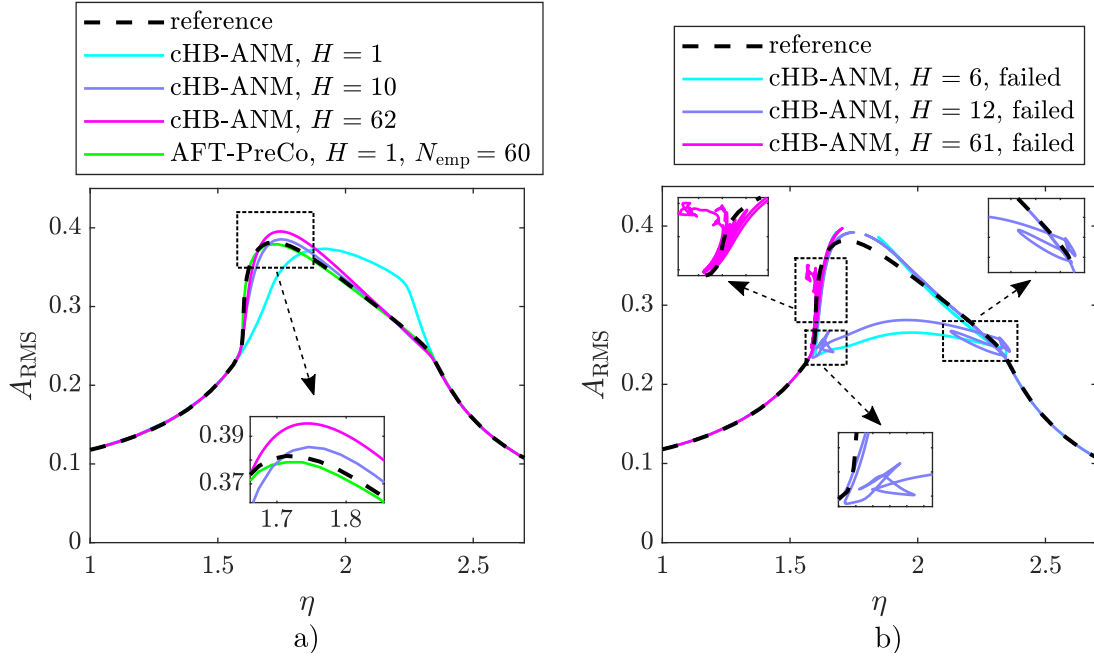 reference
cHB-ANM, H = 1
cHB-ANM, H = 10
cHB-ANM, H = 62
AFT-PreCo, H = 1, N_emp = 60
A_RMS
0.4
0.3
0.2
0.1
0
0.39
0.37
1.7 1.8
1 1.5 2 2.5
η
a)
reference
cHB-ANM, H = 6, failed
cHB-ANM, H = 12, failed
cHB-ANM, H = 61, failed
A_RMS
0.4
0.3
0.2
0.1
0
1 1.5 2 2.5
η
b)